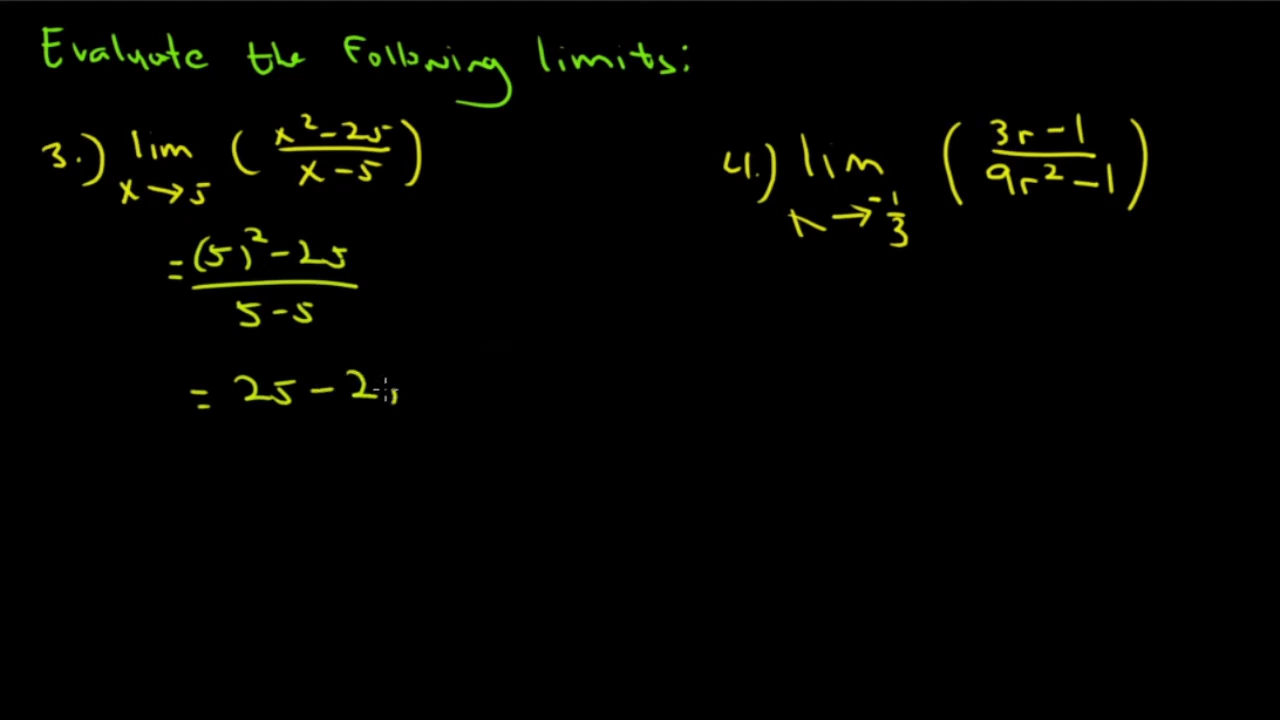 Evaluate the Following limits:
3.) lim x→5 ( x² - 25 / x - 5 )
= (5)² - 25 / 5 - 5
= 25 - 2
4.) lim r→ -1/3 ( 3r - 1 / 9r² - 1 )